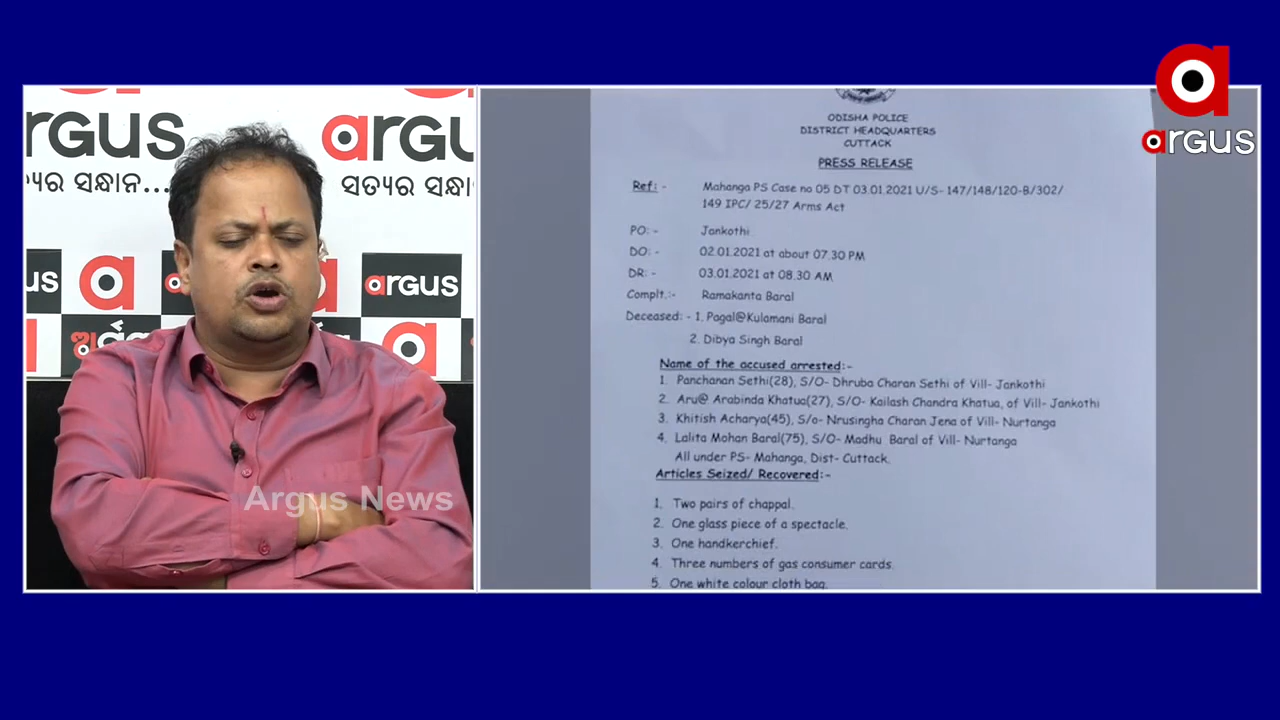 ARGUS
ARGUS
ସତ୍ୟର ସନ୍ଧାନ...
ARGUS
Argus News
ODISHA POLICE
DISTRICT HEADQUARTERS
CUTTACK
PRESS RELEASE
Ref: - Mahanga PS Case no 05 DT 03.01.2021 U/S- 147/148/120-B/302/
149 IPC/ 25/27 Arms Act
PO: - Jankothi
DO: - 02.01.2021 at about 07.30 PM
DR: - 03.01.2021 at 08.30 AM
Complt.:- Ramakanta Baral
Deceased: - 1. Pagal@Kulamani Baral
2. Dibya Singh Baral
Name of the accused arrested:-
1. Panchanan Sethi(28), S/O- Dhruba Charan Sethi of Vill- Jankothi
2. Aru@ Arabinda Khatua(27), S/O- Kailash Chandra Khatua, of Vill- Jankothi
3. Khitish Acharya(45), S/o- Nrusingha Charan Jena of Vill- Nurtanga
4. Lalita Mohan Baral(75), S/O- Madhu Baral of Vill- Nurtanga
All under PS- Mahanga, Dist- Cuttack.
Articles Seized/ Recovered:-
1. Two pairs of chappal.
2. One glass piece of a spectacle.
3. One handkerchief.
4. Three numbers of gas consumer cards.
5. One white colour cloth bag.